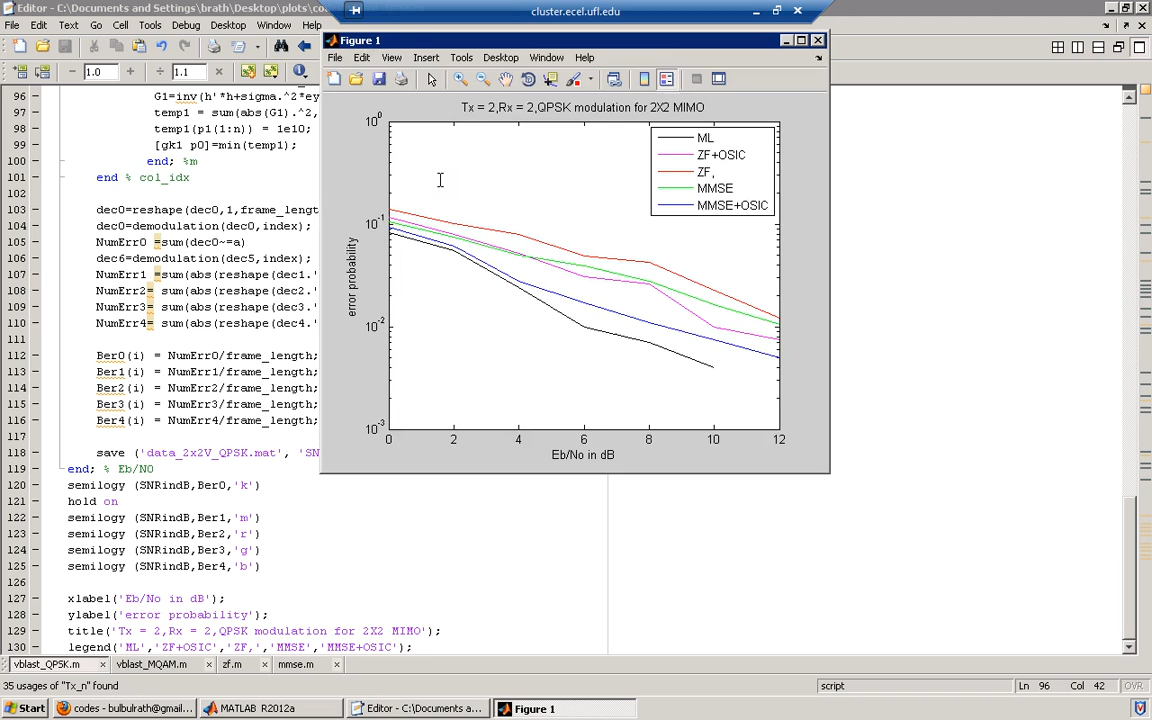 Editor - C:\Documents and Settings\brath\Desktop\plots\co
cluster.ecel.ufl.edu
File Edit Text Go Cell Tools Debug Desktop Window
Figure 1
File Edit View Insert Tools Desktop Window Help
1.0
1.1
96 G1=inv(h'*h+sigma.^2*ey
97 temp1 = sum(abs(G1).^2,
98 temp1(p1(1:n)) = 1e10;
99 [gk1 p0]=min(temp1);
100 end; %m
101 end % col_idx
102
103 dec0=reshape(dec0,1,frame_length
104 dec0=demodulation(dec0,index);
105 NumErr0 =sum(dec0~=a)
106 dec6=demodulation(dec5,index);
107 NumErr1 =sum(abs(reshape(dec1.'
108 NumErr2= sum(abs(reshape(dec2.'
109 NumErr3= sum(abs(reshape(dec3.'
110 NumErr4= sum(abs(reshape(dec4.'
111
112 Ber0(i) = NumErr0/frame_length;
113 Ber1(i) = NumErr1/frame_length;
114 Ber2(i) = NumErr2/frame_length;
115 Ber3(i) = NumErr3/frame_length;
116 Ber4(i) = NumErr4/frame_length;
117
118 save ('data_2x2V_QPSK.mat', 'SN
119 end; % Eb/NO
120 semilogy (SNRindB,Ber0,'k')
121 hold on
122 semilogy (SNRindB,Ber1,'m')
123 semilogy (SNRindB,Ber2,'r')
124 semilogy (SNRindB,Ber3,'g')
125 semilogy (SNRindB,Ber4,'b')
126
127 xlabel('Eb/No in dB');
128 ylabel('error probability');
129 title('Tx = 2,Rx = 2,QPSK modulation for 2X2 MIMO');
130 legend('ML','ZF+OSIC','ZF,','MMSE','MMSE+OSIC');
Tx = 2,Rx = 2,QPSK modulation for 2X2 MIMO
10^0
10^-1
10^-2
10^-3
error probability
ML
ZF+OSIC
ZF,
MMSE
MMSE+OSIC
0 2 4 6 8 10 12
Eb/No in dB
vblast_QPSK.m vblast_MQAM.m zf.m mmse.m
35 usages of "Tx_n" found
script
Ln 96 Col 42 OVR
Start codes - bulbulrath@gmail... MATLAB R2012a Editor - C:\Documents a... Figure 1